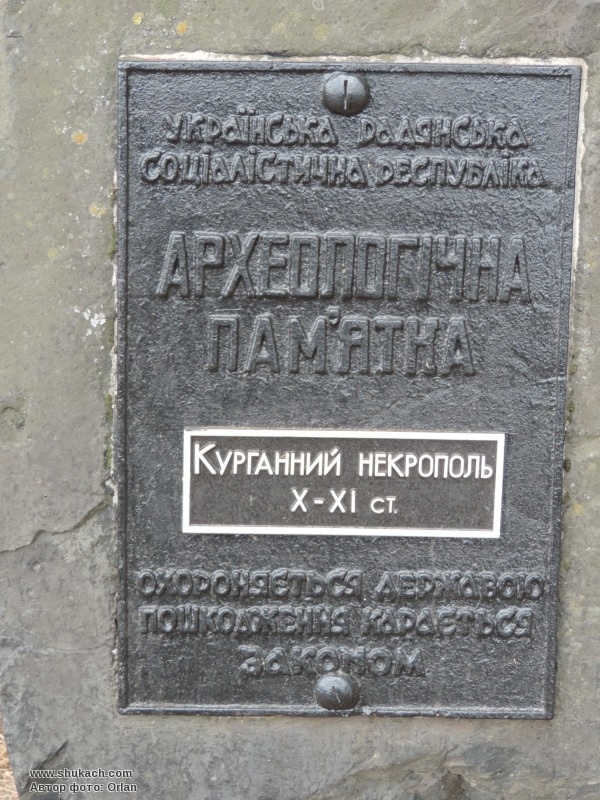 УКРАЇНСЬКА РАДЯНСЬКА
СОЦІАЛІСТИЧНА РЕСПУБЛІКА
АРХЕОЛОГІЧНА
ПАМ'ЯТКА
КУРГАННИЙ НЕКРОПОЛЬ
X-XI СТ.
ОХОРОНЯЄТЬСЯ ДЕРЖАВОЮ
ПОШКОДЖЕННЯ КАРАЄТЬСЯ
ЗАКОНОМ
www.shukach.com
Автор фото: Orlan